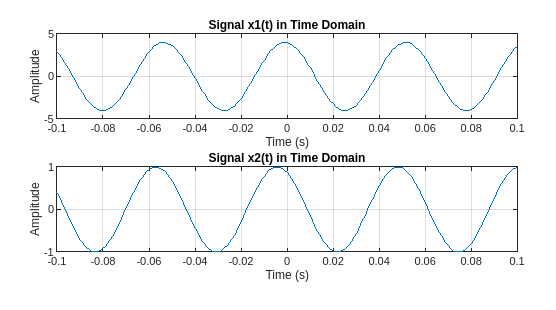 Signal x1(t) in Time Domain
5
0
-5
Amplitude
-0.1 -0.08 -0.06 -0.04 -0.02 0 0.02 0.04 0.06 0.08 0.1
Time (s)
Signal x2(t) in Time Domain
1
0
-1
Amplitude
-0.1 -0.08 -0.06 -0.04 -0.02 0 0.02 0.04 0.06 0.08 0.1
Time (s)